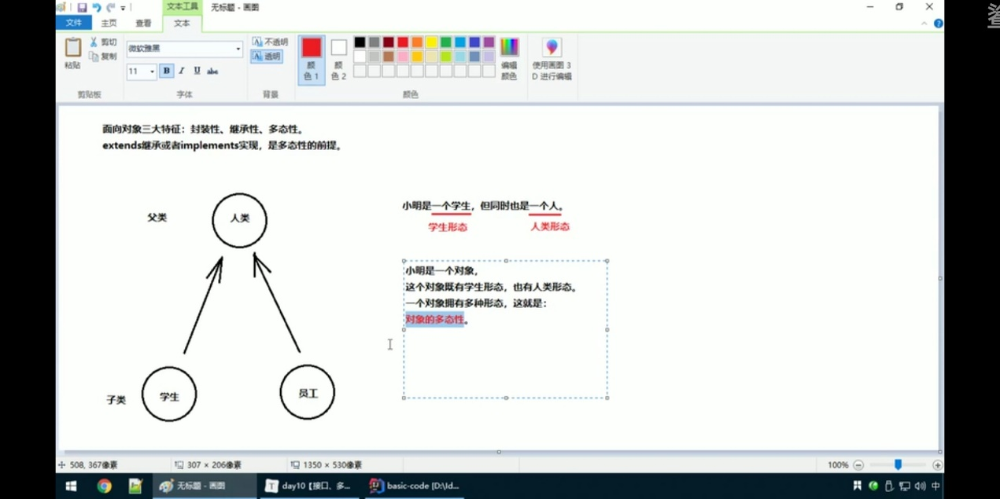 文本工具
无标题 - 画图
文件
主页
查看
文本
剪切
复制
粘贴
剪贴板
微软雅黑
11
B I U abc
字体
不透明
透明
背景
颜色 1
颜色 2
编辑颜色
颜色
使用画图 3D 进行编辑
面向对象三大特征：封装性、继承性、多态性。
extends继承或者implements实现，是多态性的前提。
父类
人类
子类
学生
员工
小明是一个学生，但同时也是一个人。
学生形态
人类形态
小明是一个对象，
这个对象既有学生形态，也有人类形态。
一个对象拥有多种形态，这就是：
对象的多态性。
508, 367像素
307 × 206像素
1350 × 530像素
100%
无标题 - 画图
day10【接口、多...
basic-code [D:\Id...
中